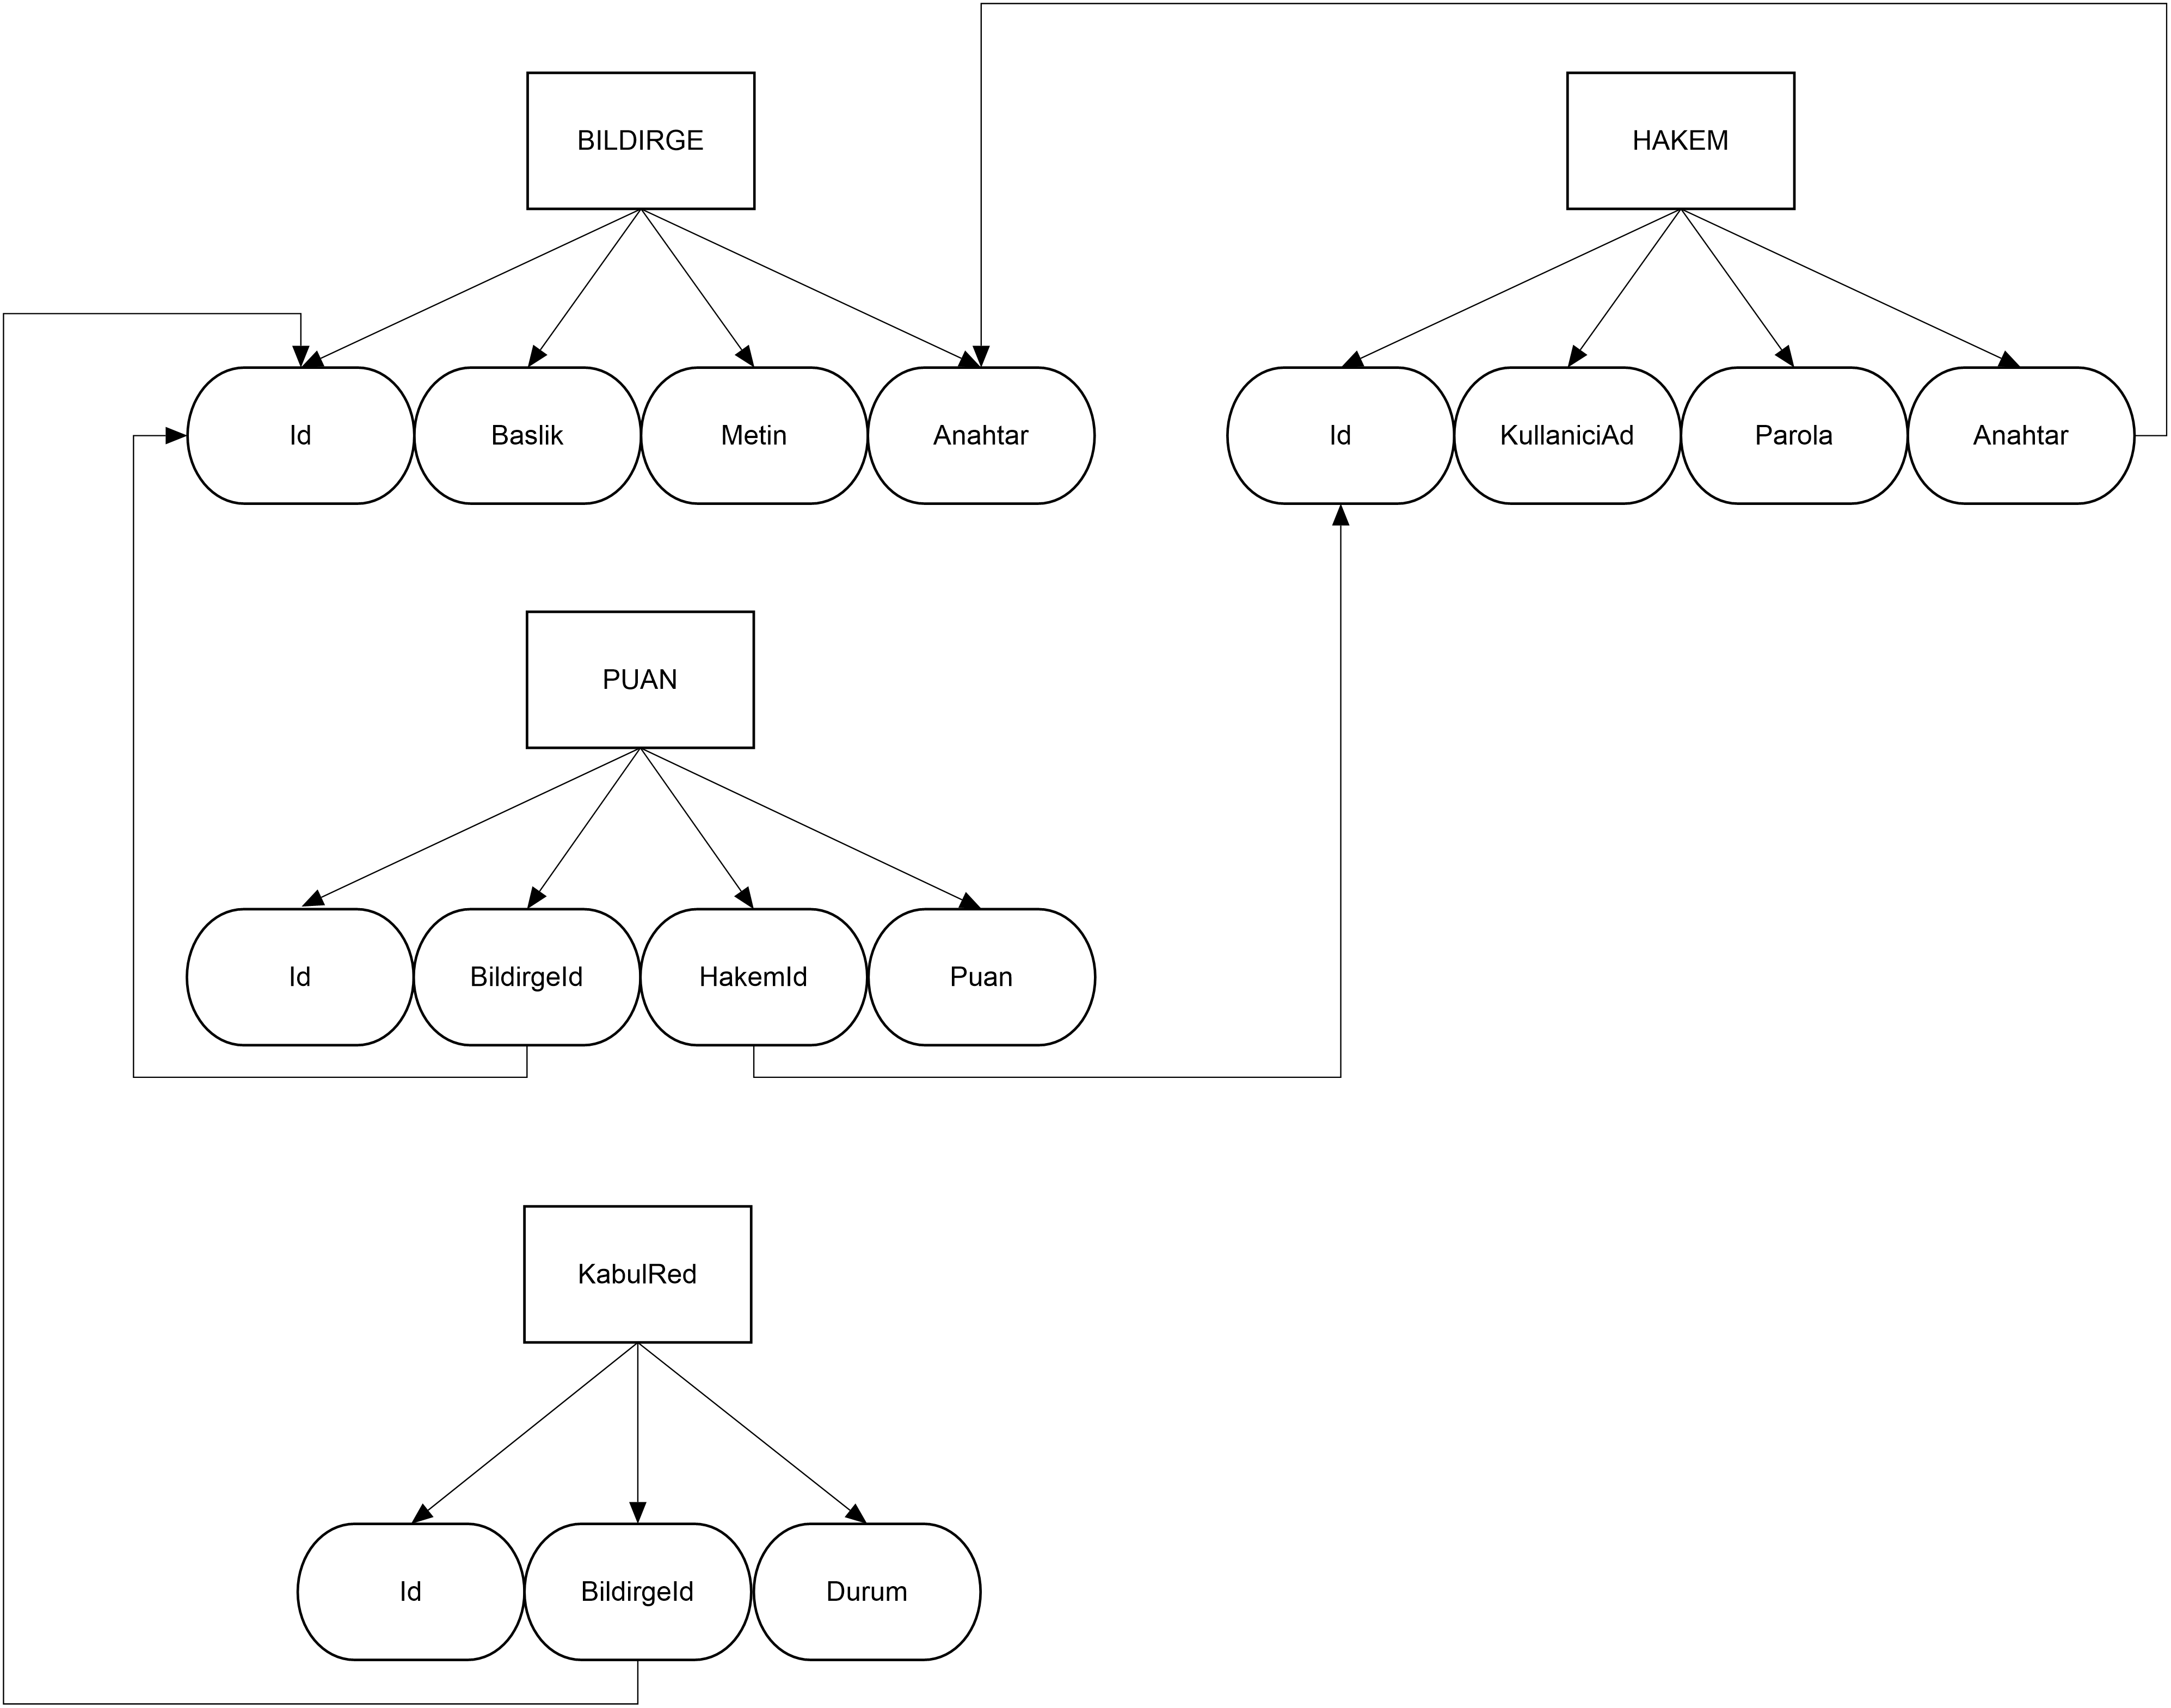 BILDIRGE
HAKEM
Id
Baslik
Metin
Anahtar
Id
KullaniciAd
Parola
Anahtar
PUAN
Id
BildirgeId
HakemId
Puan
KabulRed
Id
BildirgeId
Durum